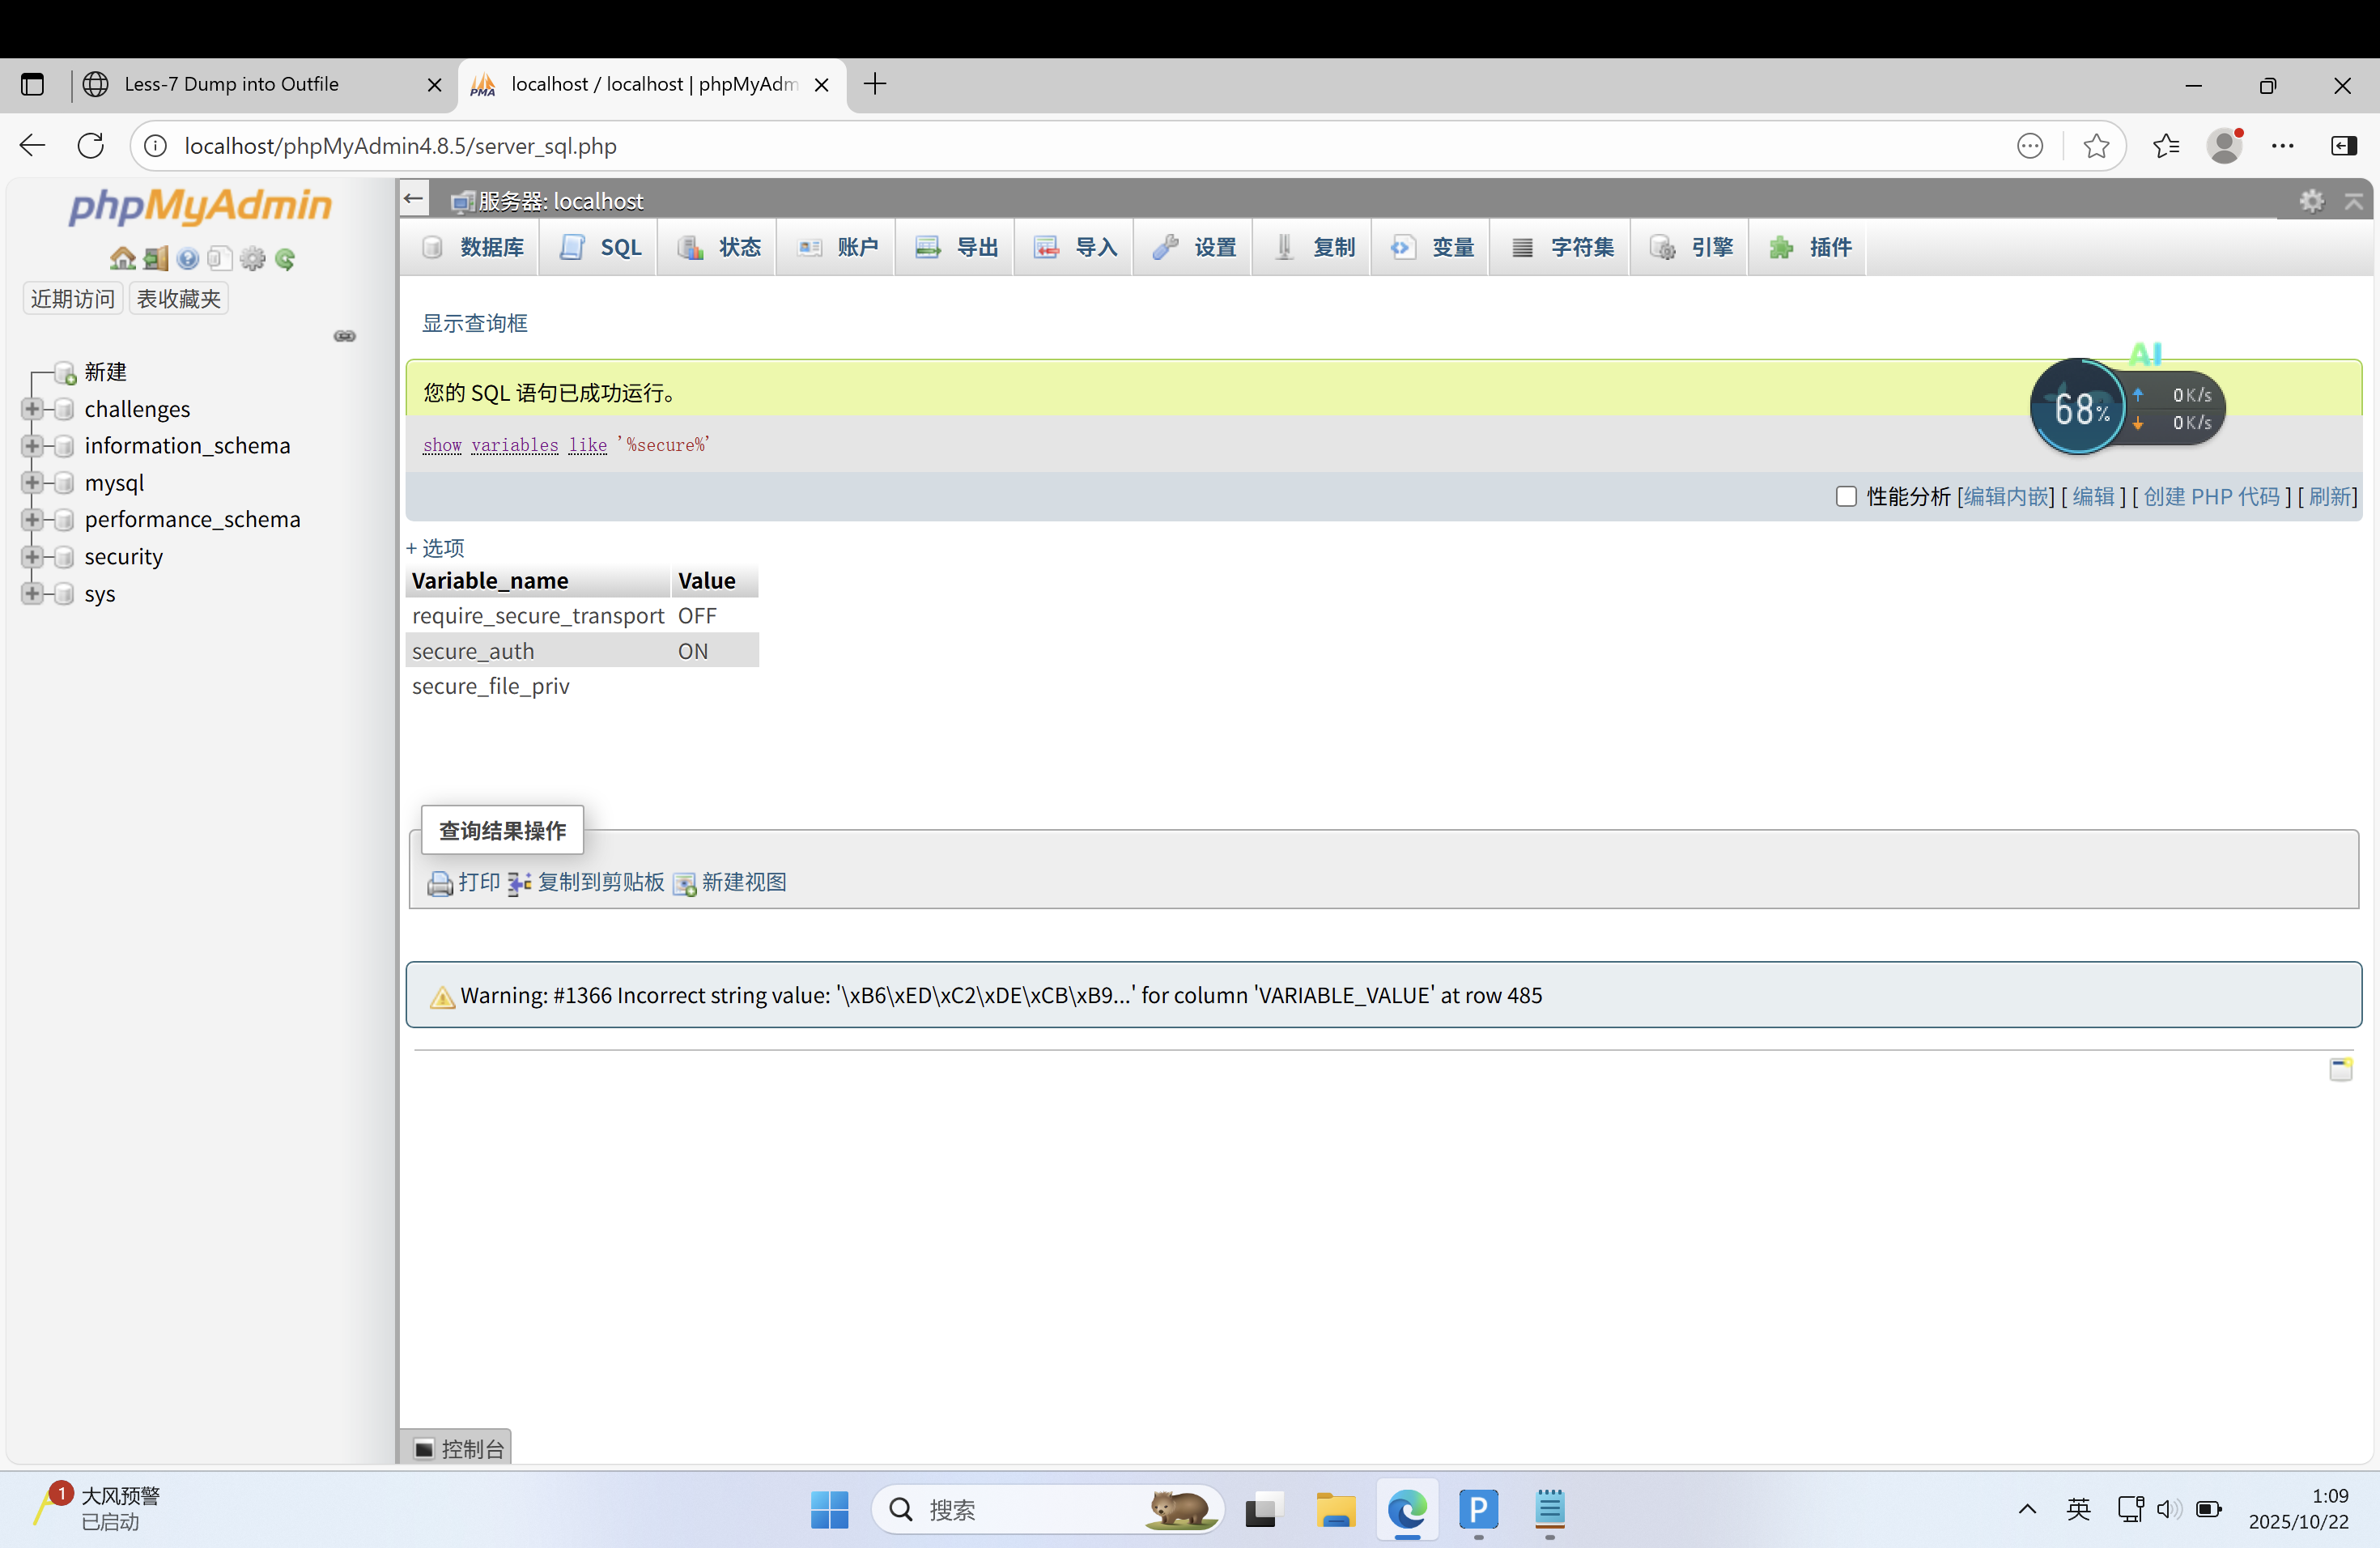 Less-7 Dump into Outfile
localhost / localhost | phpMyAdm
localhost/phpMyAdmin4.8.5/server_sql.php
phpMyAdmin
近期访问 表收藏夹
新建
challenges
information_schema
mysql
performance_schema
security
sys
服务器: localhost
数据库 SQL 状态 账户 导出 导入 设置 复制 变量 字符集 引擎 插件
显示查询框
您的 SQL 语句已成功运行。
show variables like '%secure%'
性能分析 [编辑内嵌] [ 编辑 ] [ 创建 PHP 代码 ] [ 刷新]
+ 选项
Variable_name Value
require_secure_transport OFF
secure_auth ON
secure_file_priv
查询结果操作
打印 复制到剪贴板 新建视图
Warning: #1366 Incorrect string value: '\xB6\xED\xC2\xDE\xCB\xB9...' for column 'VARIABLE_VALUE' at row 485
控制台
AI
68%
0K/s
0K/s
1
大风预警
已启动
搜索
英
1:09
2025/10/22